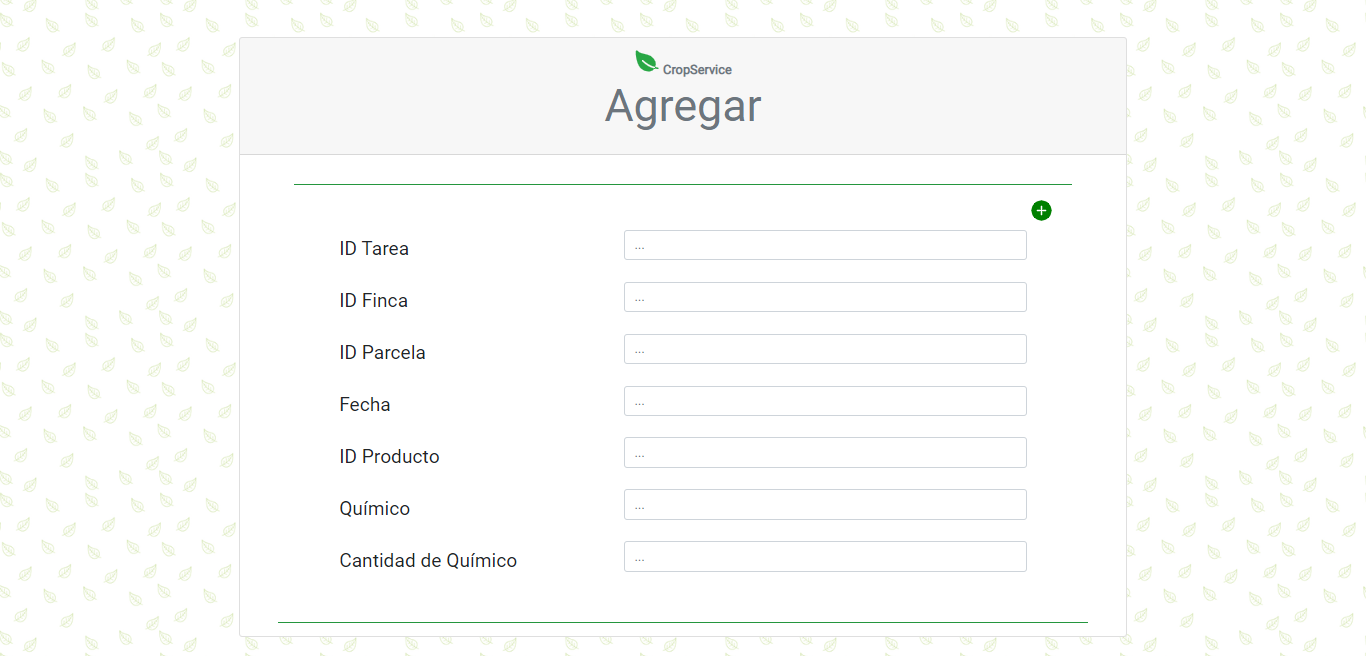 CropService
Agregar
ID Tarea ...
ID Finca ...
ID Parcela ...
Fecha ...
ID Producto ...
Químico ...
Cantidad de Químico ...